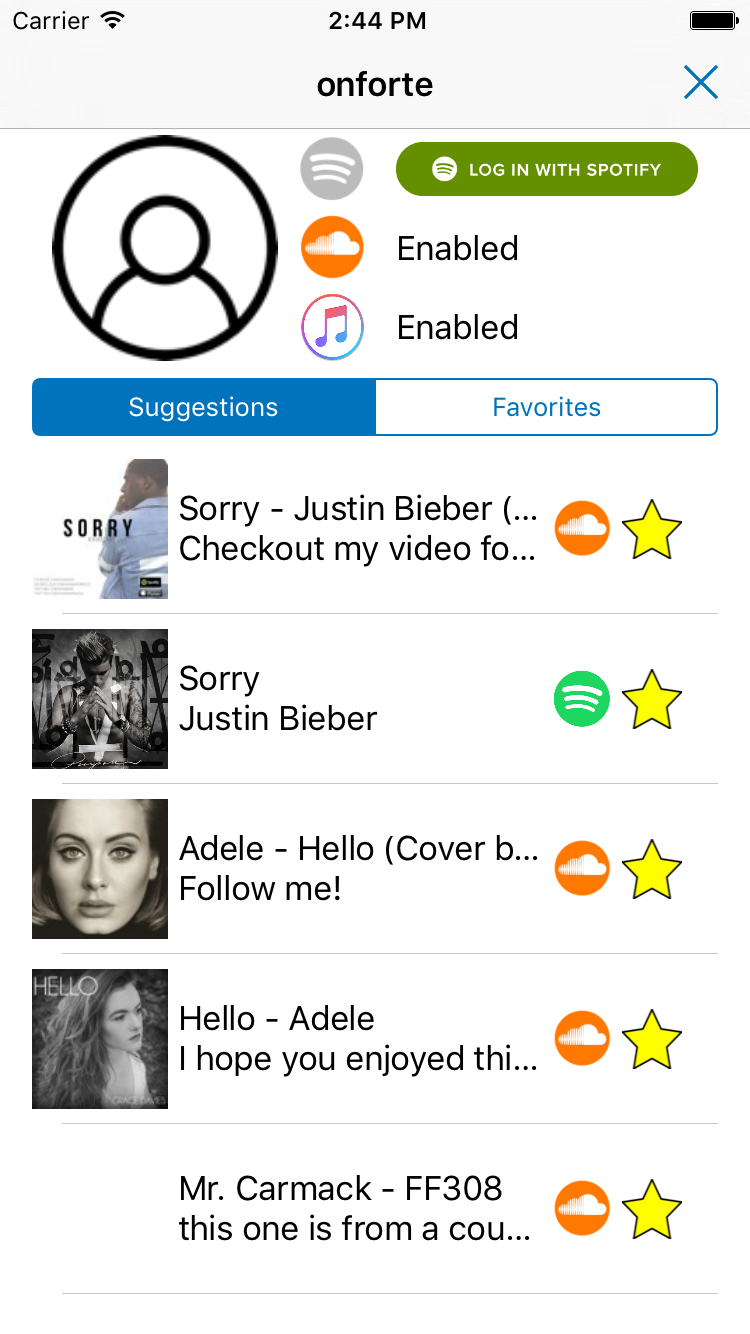 Carrier 2:44 PM
onforte
LOG IN WITH SPOTIFY
Enabled
Enabled
Suggestions Favorites
SORRY
Sorry - Justin Bieber (...
Checkout my video fo...
Sorry
Justin Bieber
Adele - Hello (Cover b...
Follow me!
HELLO
GRACE DAVIES
Hello - Adele
I hope you enjoyed thi...
Mr. Carmack - FF308
this one is from a cou...